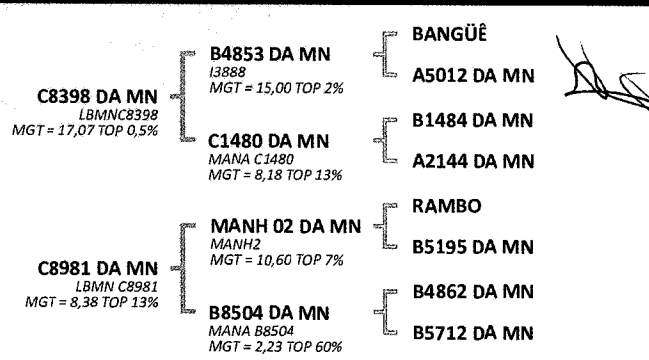 BANGÜÊ
B4853 DA MN
I3888
MGT = 15,00 TOP 2%
A5012 DA MN
C8398 DA MN
LBMNC8398
MGT = 17,07 TOP 0,5%
B1484 DA MN
C1480 DA MN
MANA C1480
MGT = 8,18 TOP 13%
A2144 DA MN
RAMBO
MANH 02 DA MN
MANH2
MGT = 10,60 TOP 7%
B5195 DA MN
C8981 DA MN
LBMN C8981
MGT = 8,38 TOP 13%
B4862 DA MN
B8504 DA MN
MANA B8504
MGT = 2,23 TOP 60%
B5712 DA MN